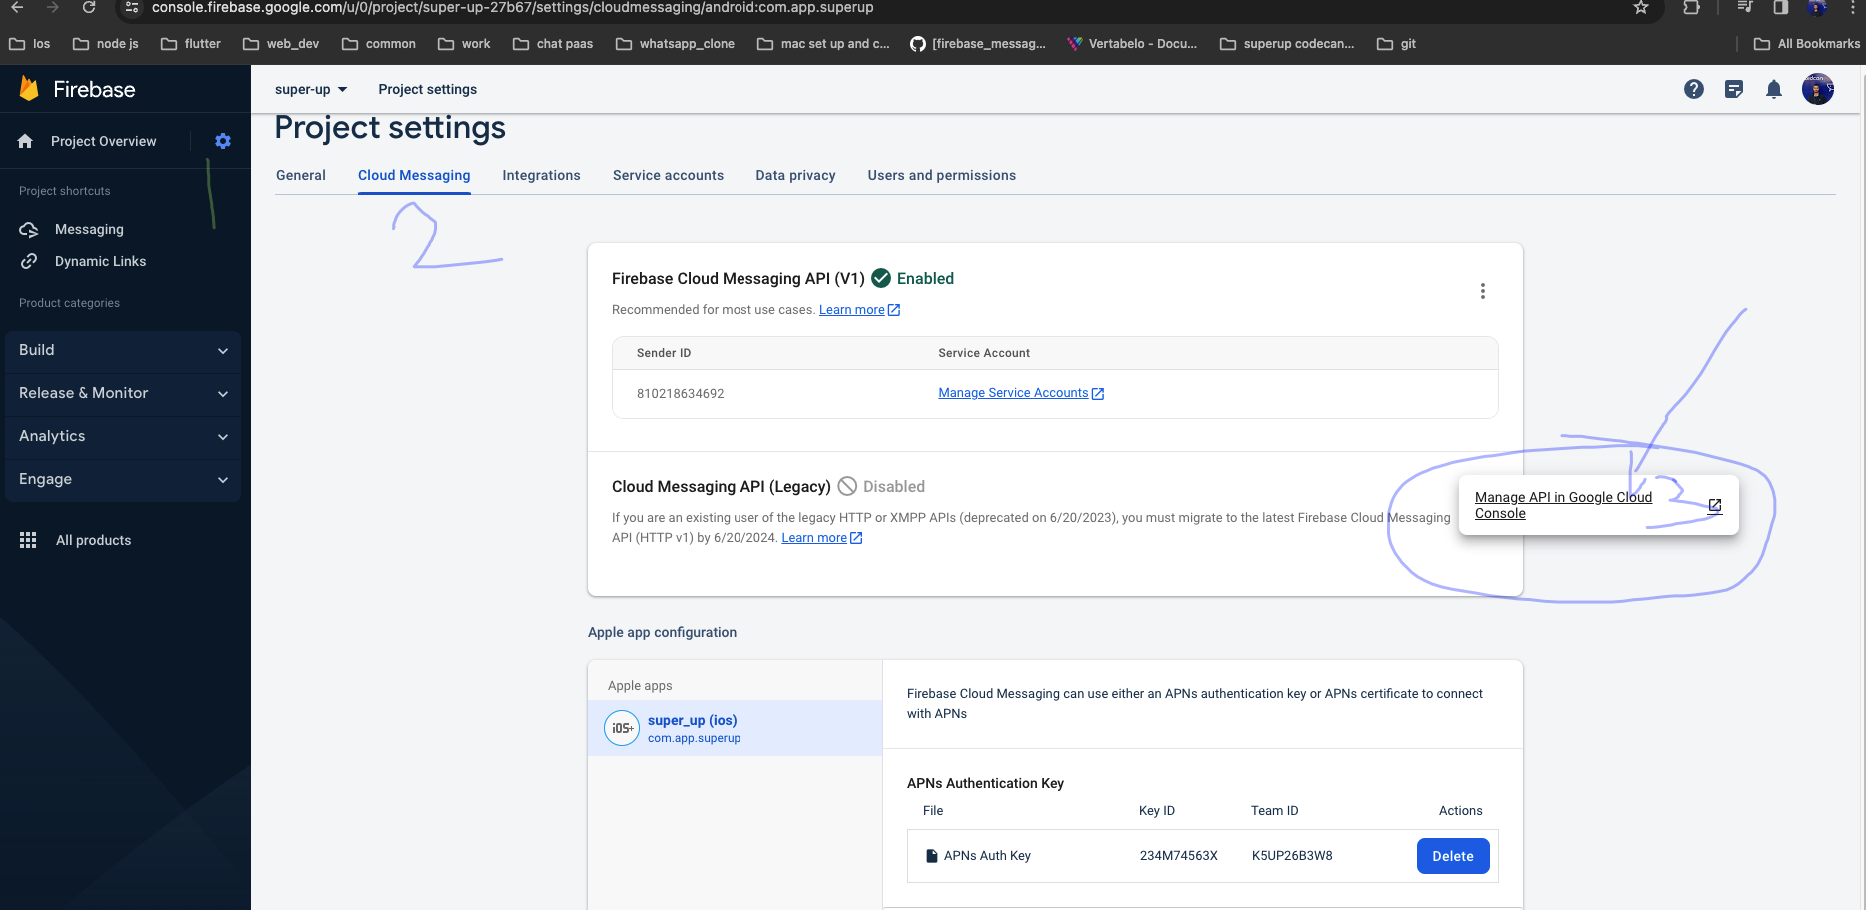 console.firebase.google.com/u/0/project/super-up-27b67/settings/cloudmessaging/android:com.app.superup
Ios node js flutter web_dev common work chat paas whatsapp_clone mac set up and c... [firebase_messag... Vertabelo - Docu... superup codecan... git All Bookmarks
Firebase
super-up Project settings
Project Overview
Project settings
General Cloud Messaging Integrations Service accounts Data privacy Users and permissions
Project shortcuts
Messaging
Dynamic Links
Product categories
Build
Release & Monitor
Analytics
Engage
All products
2
Firebase Cloud Messaging API (V1) Enabled
Recommended for most use cases. Learn more
Sender ID Service Account
810218634692 Manage Service Accounts
Cloud Messaging API (Legacy) Disabled
If you are an existing user of the legacy HTTP or XMPP APIs (deprecated on 6/20/2023), you must migrate to the latest Firebase Cloud Messaging
API (HTTP v1) by 6/20/2024. Learn more
Manage API in Google Cloud
Console
3
Apple app configuration
Apple apps
iOS+
super_up (ios)
com.app.superup
Firebase Cloud Messaging can use either an APNs authentication key or APNs certificate to connect
with APNs
APNs Authentication Key
File Key ID Team ID Actions
APNs Auth Key 234M74563X K5UP26B3W8 Delete